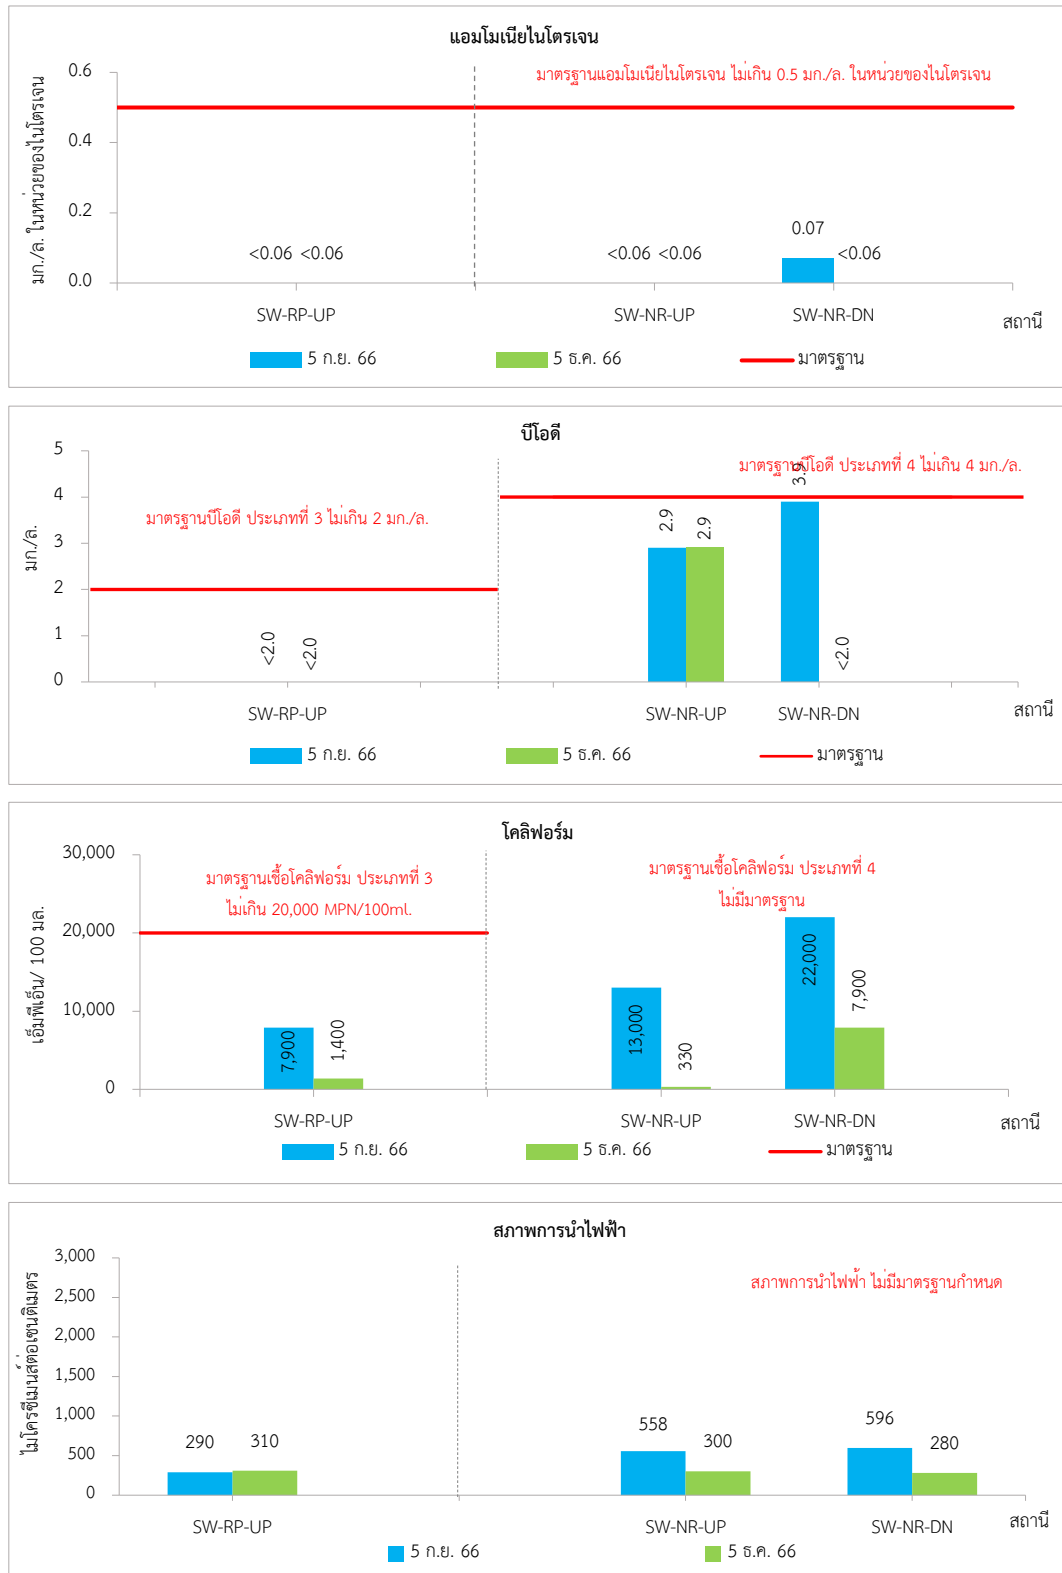 แอมโมเนียไนโตรเจน
มาตรฐานแอมโมเนียไนโตรเจน ไม่เกิน 0.5 มก./ล. ในหน่วยของไนโตรเจน
มก./ล. ในหน่วยของไนโตรเจน
0.6
0.4
0.2
0.0
<0.06 <0.06
<0.06 <0.06
0.07
<0.06
SW-RP-UP
SW-NR-UP
SW-NR-DN
สถานี
5 ก.ย. 66
5 ธ.ค. 66
มาตรฐาน
บีโอดี
มาตรฐานบีโอดี ประเภทที่ 4 ไม่เกิน 4 มก./ล.
มาตรฐานบีโอดี ประเภทที่ 3 ไม่เกิน 2 มก./ล.
มก./ล.
5
4
3
2
1
0
<2.0
<2.0
2.9
2.9
3.9
<2.0
SW-RP-UP
SW-NR-UP
SW-NR-DN
สถานี
5 ก.ย. 66
5 ธ.ค. 66
มาตรฐาน
โคลิฟอร์ม
มาตรฐานเชื้อโคลิฟอร์ม ประเภทที่ 3
ไม่เกิน 20,000 MPN/100ml.
มาตรฐานเชื้อโคลิฟอร์ม ประเภทที่ 4
ไม่มีมาตรฐาน
เอ็มพีเอ็น/ 100 มล.
30,000
20,000
10,000
0
7,900
1,400
13,000
330
22,000
7,900
SW-RP-UP
SW-NR-UP
SW-NR-DN
สถานี
5 ก.ย. 66
5 ธ.ค. 66
มาตรฐาน
สภาพการนำไฟฟ้า
สภาพการนำไฟฟ้า ไม่มีมาตรฐานกำหนด
ไมโครซีเมนส์ต่อเซนติเมตร
3,000
2,500
2,000
1,500
1,000
500
0
290
310
558
300
596
280
SW-RP-UP
SW-NR-UP
SW-NR-DN
สถานี
5 ก.ย. 66
5 ธ.ค. 66